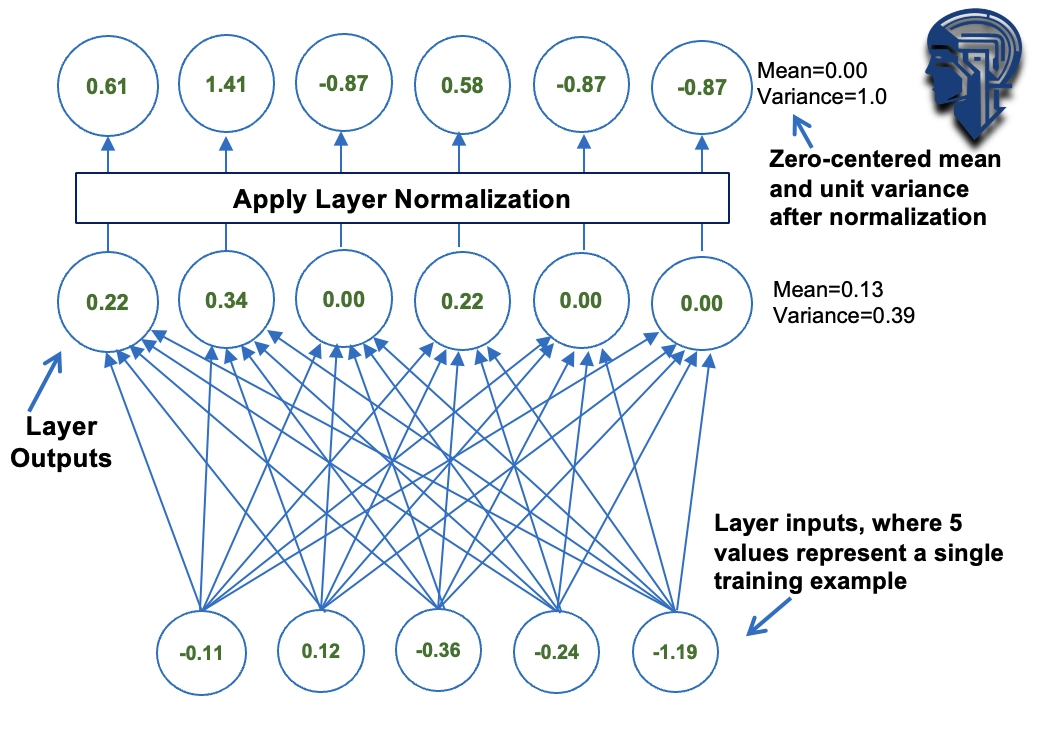 0.61 1.41 -0.87 0.58 -0.87 -0.87
Mean=0.00
Variance=1.0
Zero-centered mean
and unit variance
after normalization
Apply Layer Normalization
0.22 0.34 0.00 0.22 0.00 0.00
Mean=0.13
Variance=0.39
Layer
Outputs
Layer inputs, where 5
values represent a single
training example
-0.11 0.12 -0.36 -0.24 -1.19